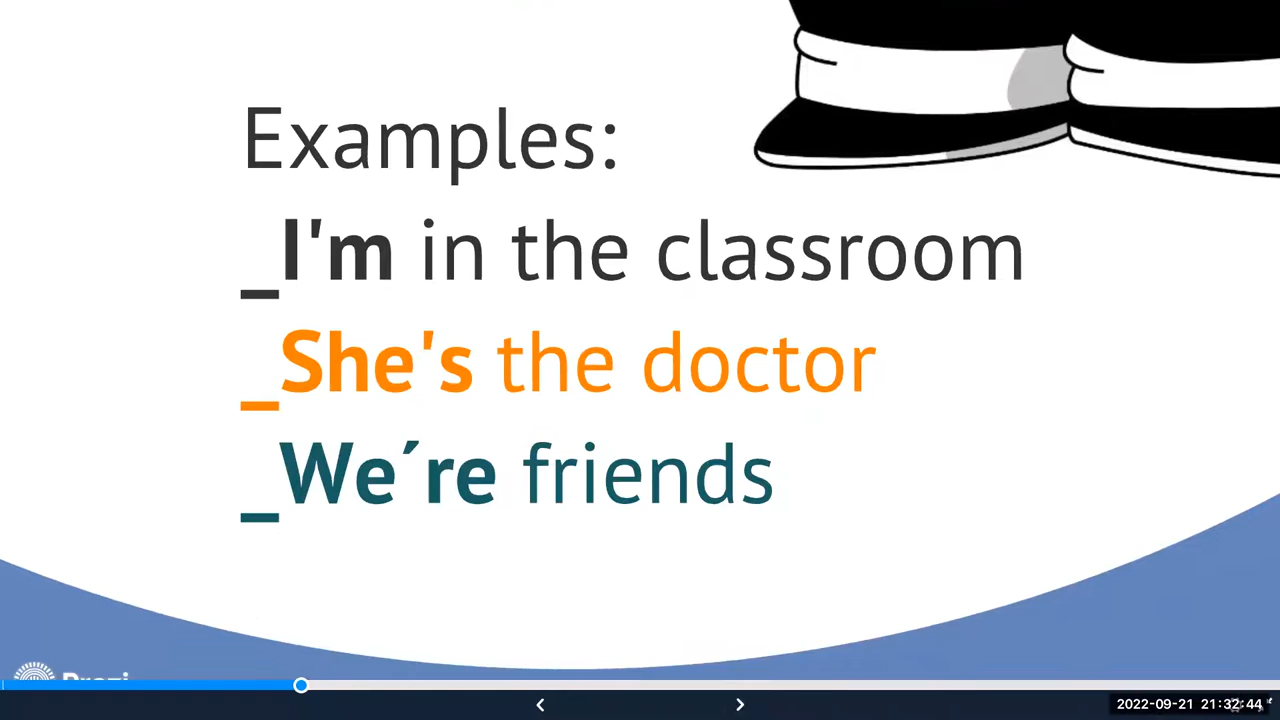 Examples:
_I'm in the classroom
_She's the doctor
_We´re friends
Prezi
2022-09-21 21:32:44